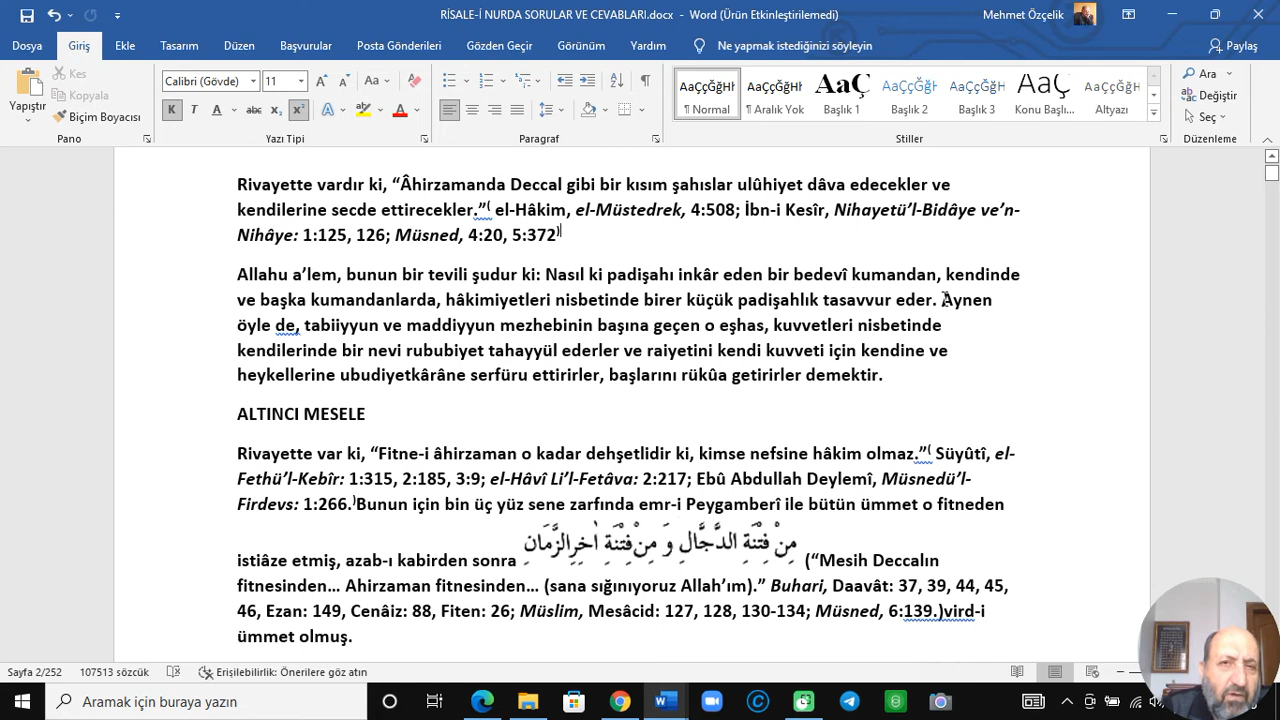 RİSALE-İ NURDA SORULAR VE CEVABLARI.docx - Word (Ürün Etkinleştirilemedi)
Mehmet Özçelik
Dosya Giriş Ekle Tasarım Düzen Başvurular Posta Gönderileri Gözden Geçir Görünüm Yardım Ne yapmak istediğinizi söyleyin Paylaş
Yapıştır
Kes
Kopyala
Biçim Boyacısı
Pano
Calibri (Gövde) 11
K T A abc x₂ x²
Yazı Tipi
Paragraf
AaÇçĞğHł AaÇçĞğHł AaÇ AaÇçĞğł AaÇçĞğł AaÇçĞğHł AaÇçĞğHł
¶ Normal ¶ Aralık Yok Başlık 1 Başlık 2 Başlık 3 Konu Başlı... Altyazı
Stiller
Ara
Değiştir
Seç
Düzenleme
Rivayette vardır ki, “Âhirzamanda Deccal gibi bir kısım şahıslar ulûhiyet dâva edecekler ve
kendilerine secde ettirecekler.”( el-Hâkim, el-Müstedrek, 4:508; İbn-i Kesîr, Nihayetü’l-Bidâye ve’n-
Nihâye: 1:125, 126; Müsned, 4:20, 5:372)
Allahu a’lem, bunun bir tevili şudur ki: Nasıl ki padişahı inkâr eden bir bedevî kumandan, kendinde
ve başka kumandanlarda, hâkimiyetleri nisbetinde birer küçük padişahlık tasavvur eder. Aynen
öyle de, tabiiyyun ve maddiyyun mezhebinin başına geçen o eşhas, kuvvetleri nisbetinde
kendilerinde bir nevi rububiyet tahayyül ederler ve raiyetini kendi kuvveti için kendine ve
heykellerine ubudiyetkârâne serfüru ettirirler, başlarını rükûa getirirler demektir.
ALTINCI MESELE
Rivayette var ki, “Fitne-i âhirzaman o kadar dehşetlidir ki, kimse nefsine hâkim olmaz.”( Süyûtî, el-
Fethü’l-Kebîr: 1:315, 2:185, 3:9; el-Hâvî Li’l-Fetâva: 2:217; Ebû Abdullah Deylemî, Müsnedü’l-
Firdevs: 1:266.)Bunun için bin üç yüz sene zarfında emr-i Peygamberî ile bütün ümmet o fitneden
istiâze etmiş, azab-ı kabirden sonra مِنْ فِتْنَةِ الدَّجَّالِ وَ مِنْ فِتْنَةِ اٰخِرِ الزَّمَانِ (“Mesih Deccalın
fitnesinden… Ahirzaman fitnesinden… (sana sığınıyoruz Allah’ım).” Buhari, Daavât: 37, 39, 44, 45,
46, Ezan: 149, Cenâiz: 88, Fiten: 26; Müslim, Mesâcid: 127, 128, 130-134; Müsned, 6:139.)vird-i
ümmet olmuş.
Sayfa 2/252 107513 sözcük Erişilebilirlik: Önerilere göz atın
Aramak için buraya yazın